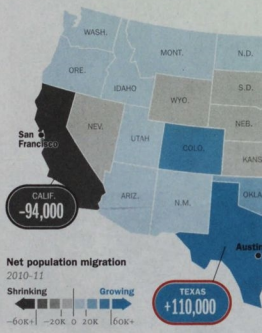 WASH.
MONT.
N.D.
ORE.
IDAHO
S.D.
WYO.
NEB.
San
Francisco
NEV.
UTAH
COLO.
KANS
CALIF.
-94,000
ARIZ.
N.M.
OKLA
Austin
Net population migration
2010-11
Shrinking
Growing
-60K+
-20K
0
20K
60K+
TEXAS
+110,000